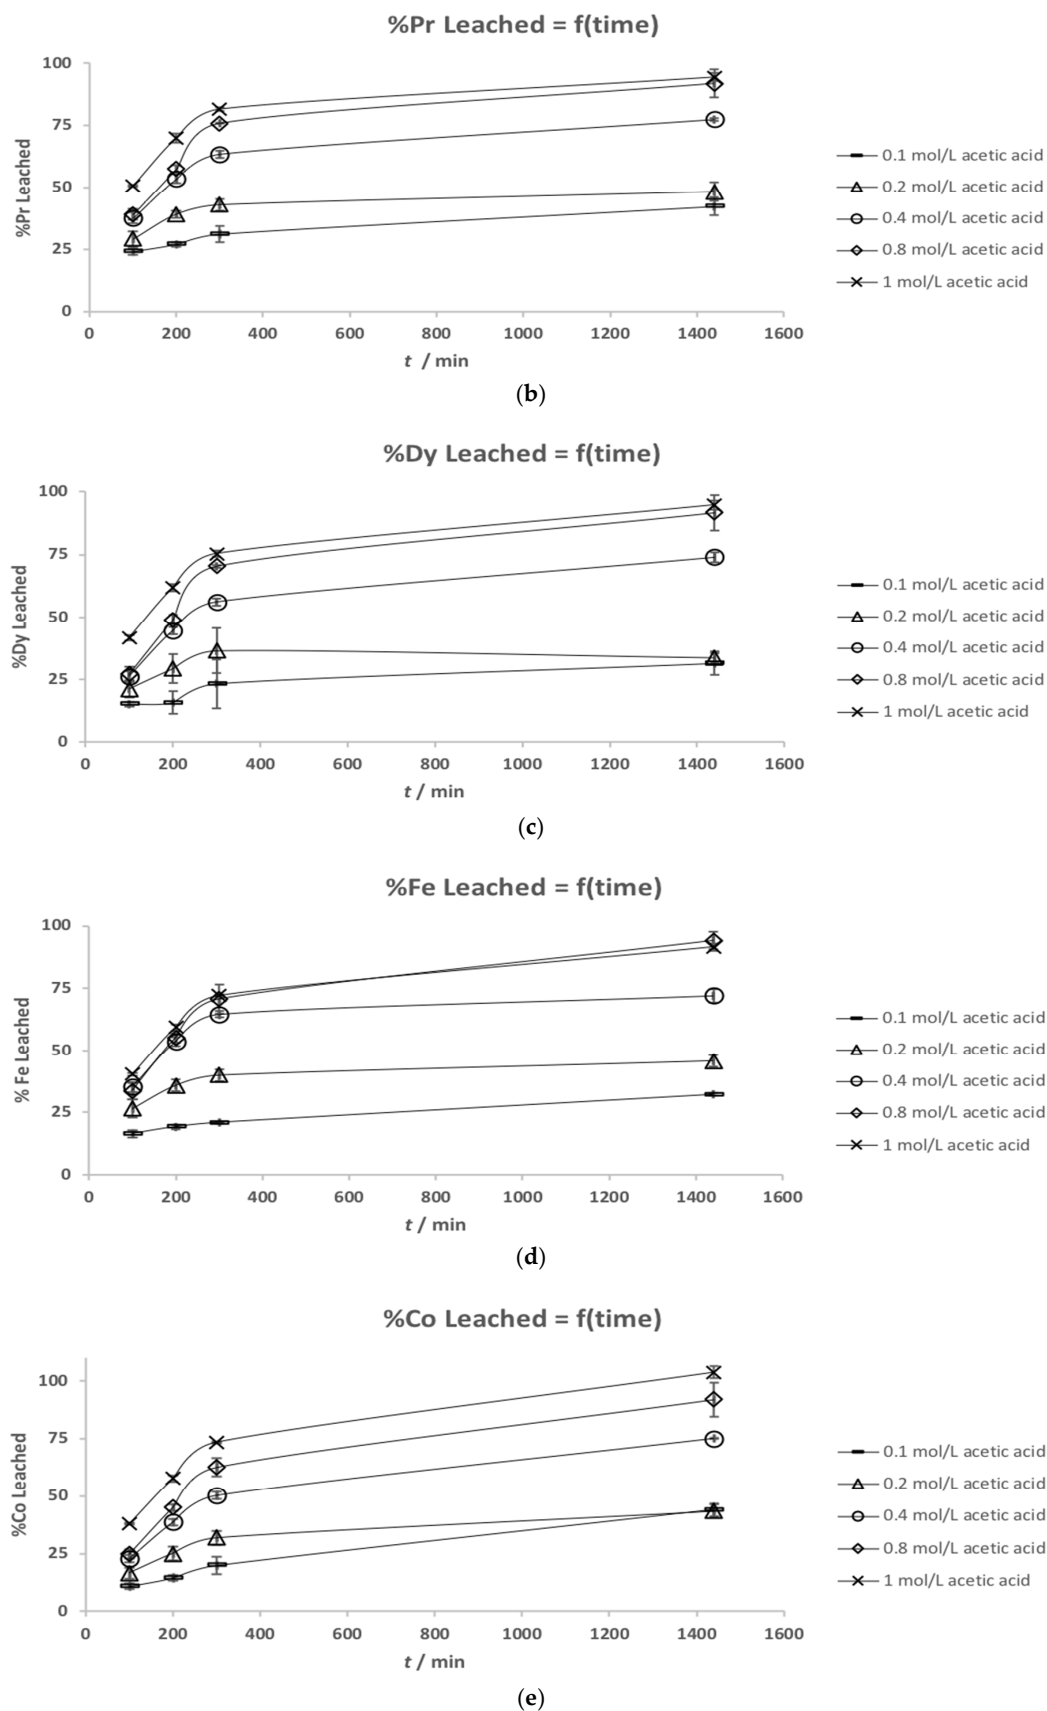 %Pr Leached = f(time)
100
75
50
25
0
%Pr Leached
0 200 400 600 800 1000 1200 1400 1600
t / min
0.1 mol/L acetic acid
0.2 mol/L acetic acid
0.4 mol/L acetic acid
0.8 mol/L acetic acid
1 mol/L acetic acid
(b)
%Dy Leached = f(time)
100
75
50
25
0
%Dy Leached
0 200 400 600 800 1000 1200 1400 1600
t / min
0.1 mol/L acetic acid
0.2 mol/L acetic acid
0.4 mol/L acetic acid
0.8 mol/L acetic acid
1 mol/L acetic acid
(c)
%Fe Leached = f(time)
100
75
50
25
0
% Fe Leached
0 200 400 600 800 1000 1200 1400 1600
t / min
0.1 mol/L acetic acid
0.2 mol/L acetic acid
0.4 mol/L acetic acid
0.8 mol/L acetic acid
1 mol/L acetic acid
(d)
%Co Leached = f(time)
100
75
50
25
0
%Co Leached
0 200 400 600 800 1000 1200 1400 1600
t / min
0.1 mol/L acetic acid
0.2 mol/L acetic acid
0.4 mol/L acetic acid
0.8 mol/L acetic acid
1 mol/L acetic acid
(e)